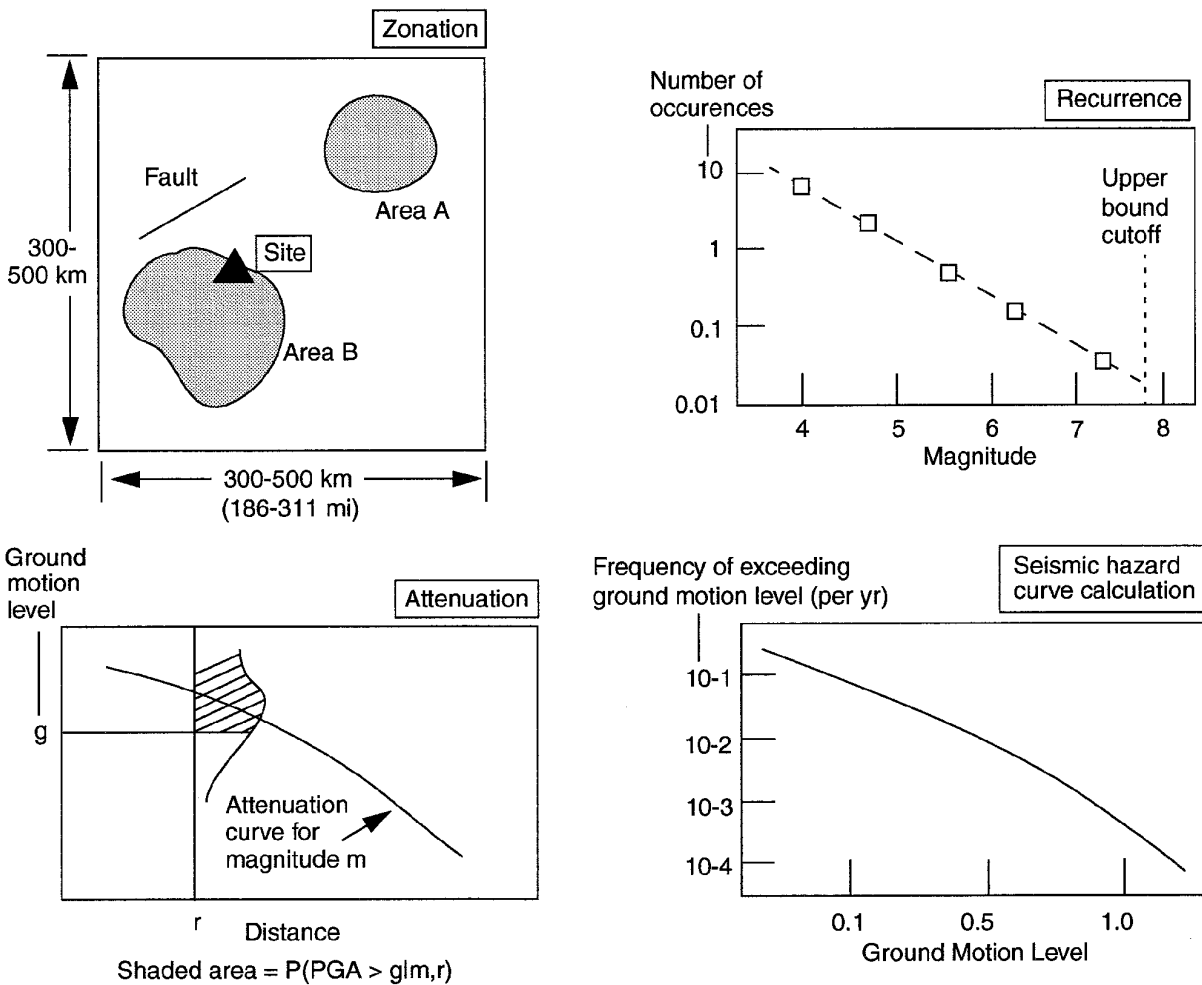 Zonation
Fault
Area A
Site
300-
500 km
Area B
300-500 km
(186-311 mi)
Number of
occurences
Recurrence
10
1
0.1
0.01
Upper
bound
cutoff
4 5 6 7 8
Magnitude
Ground
motion
level
Attenuation
g
Attenuation
curve for
magnitude m
r
Distance
Shaded area = P(PGA > g|m,r)
Frequency of exceeding
ground motion level (per yr)
Seismic hazard
curve calculation
10-1
10-2
10-3
10-4
0.1 0.5 1.0
Ground Motion Level